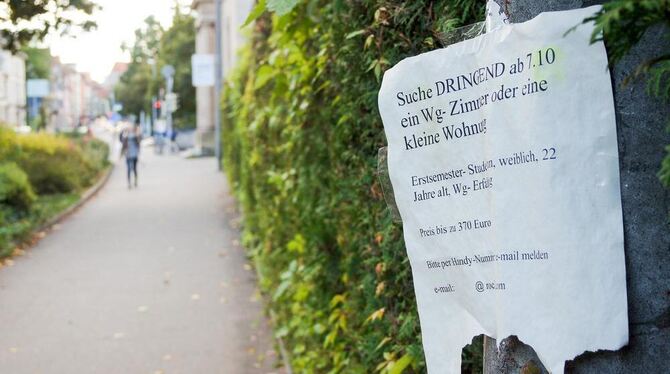 Suche DRINGEND ab 7.10
ein Wg- Zimmer oder eine
kleine Wohnung
Erstsemester- Studentin, weiblich, 22
Jahre alt, Wg- Erfahrung
Preis bis zu 370 Euro
Bitte per Handy-Nummer
e-mail melden
e-mail: @